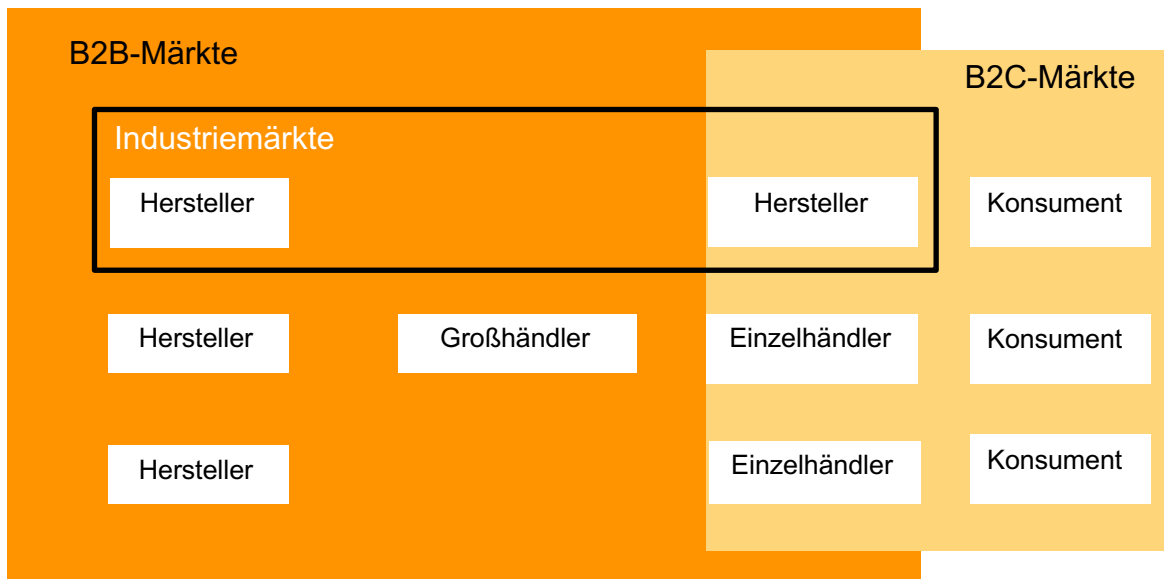 B2B-Märkte
B2C-Märkte
Industriemärkte
Hersteller
Hersteller
Konsument
Hersteller
Großhändler
Einzelhändler
Konsument
Hersteller
Einzelhändler
Konsument